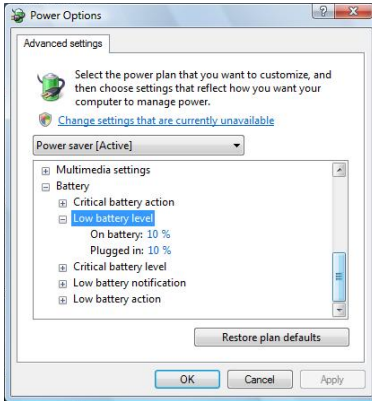 Power Options
Advanced settings
Select the power plan that you want to customize, and
then choose settings that reflect how you want your
computer to manage power.
Change settings that are currently unavailable
Power saver [Active]
Multimedia settings
Battery
Critical battery action
Low battery level
On battery: 10 %
Plugged in: 10 %
Critical battery level
Low battery notification
Low battery action
Restore plan defaults
OK Cancel Apply